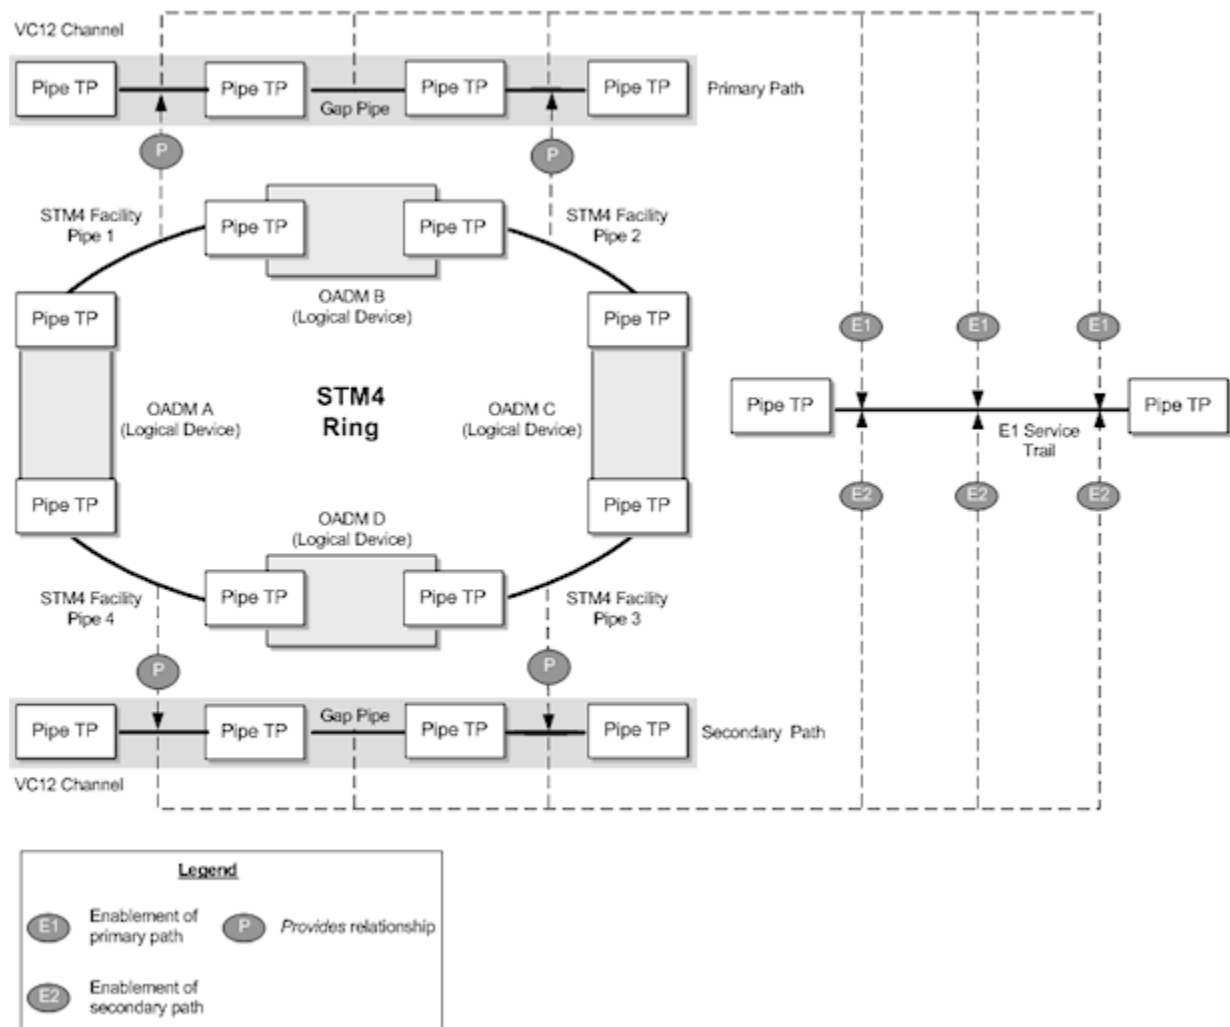 VC12 Channel
Pipe TP
Pipe TP
Pipe TP
Pipe TP
Primary Path
Gap Pipe
P
P
STM4 Facility
Pipe 1
Pipe TP
Pipe TP
STM4 Facility
Pipe 2
OADM B
(Logical Device)
Pipe TP
Pipe TP
E1
E1
E1
OADM A
(Logical Device)
STM4
Ring
OADM C
(Logical Device)
Pipe TP
Pipe TP
E1 Service
Trail
Pipe TP
Pipe TP
E2
E2
E2
OADM D
(Logical Device)
STM4 Facility
Pipe 4
Pipe TP
Pipe TP
STM4 Facility
Pipe 3
P
P
Pipe TP
Pipe TP
Gap Pipe
Pipe TP
Pipe TP
Secondary Path
VC12 Channel
Legend
E1
Enablement of
primary path
P
Provides relationship
E2
Enablement of
secondary path